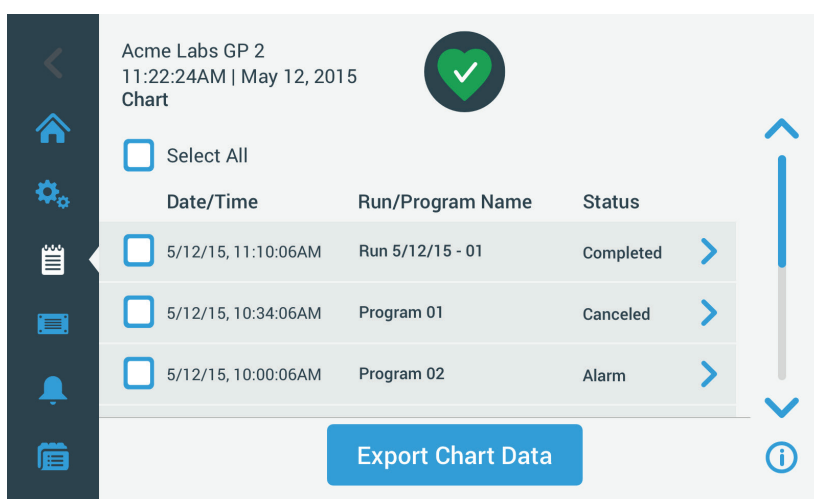 Acme Labs GP 2
11:22:24AM | May 12, 2015
Chart
Select All
Date/Time Run/Program Name Status
5/12/15, 11:10:06AM Run 5/12/15 - 01 Completed
5/12/15, 10:34:06AM Program 01 Canceled
5/12/15, 10:00:06AM Program 02 Alarm
Export Chart Data